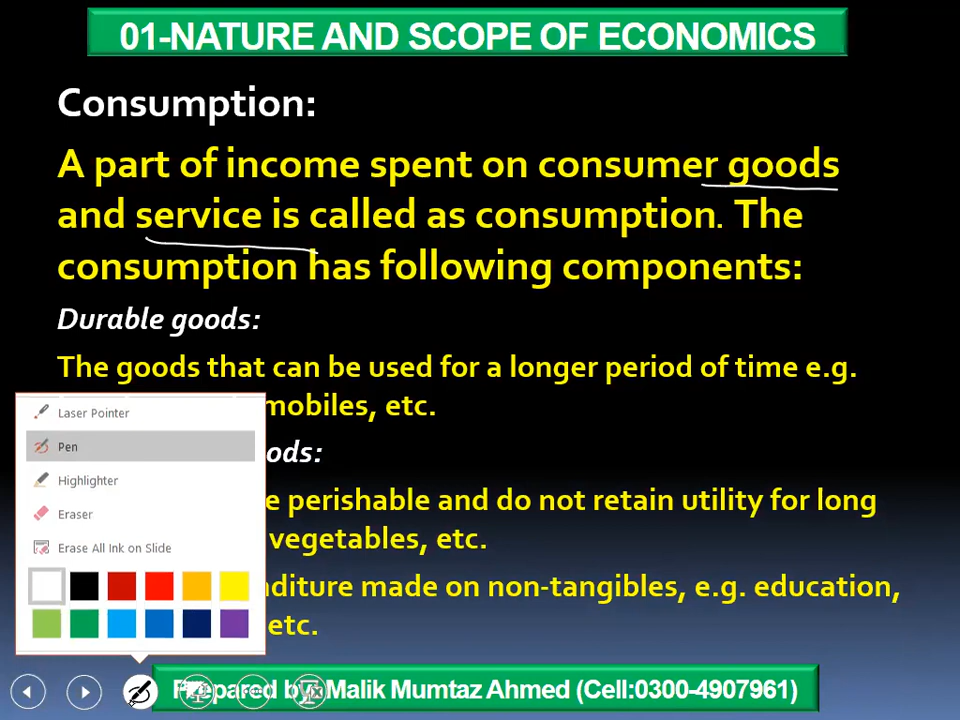 01-NATURE AND SCOPE OF ECONOMICS
Consumption:
A part of income spent on consumer goods
and service is called as consumption. The
consumption has following components:
Durable goods:
The goods that can be used for a longer period of time e.g.
mobiles, etc.
ods:
e perishable and do not retain utility for long
vegetables, etc.
nditure made on non-tangibles, e.g. education,
etc.
Laser Pointer
Pen
Highlighter
Eraser
Erase All Ink on Slide
Prepared by: Malik Mumtaz Ahmed (Cell:0300-4907961)